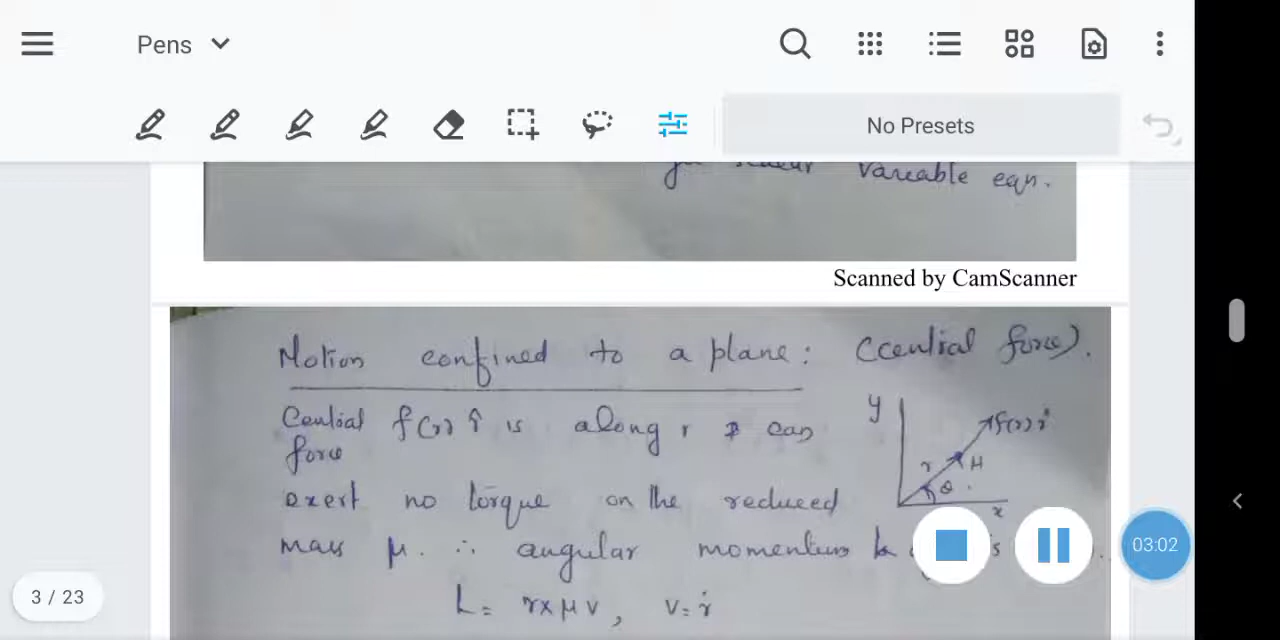 Pens
No Presets
Variable eqn.
Scanned by CamScanner
Motion confined to a plane: (Central force).
Central f(r) r̂ is along r & can
force
exert no torque on the reduced
mass μ. ∴ angular momentum
L = r x μ v, v = ṙ
y
f(r) r̂
r
μ
θ
x
03:02
3 / 23